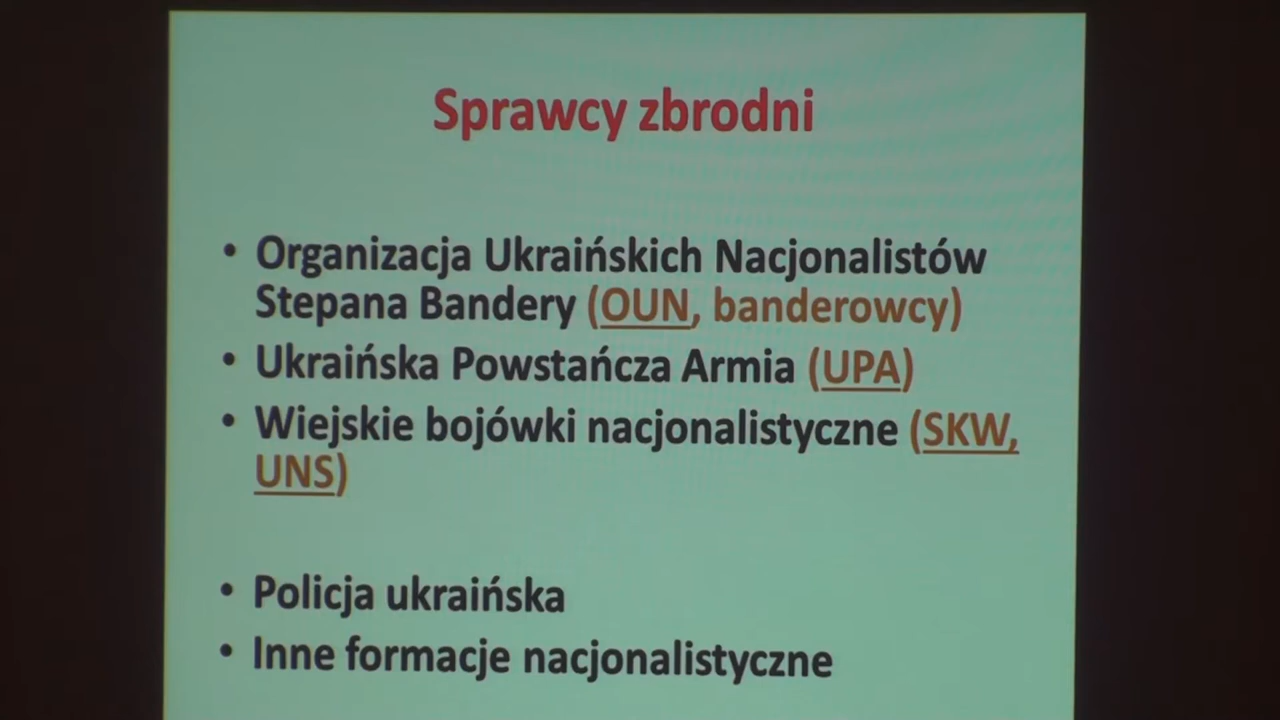 Sprawcy zbrodni
• Organizacja Ukraińskich Nacjonalistów
Stepana Bandery (OUN, banderowcy)
• Ukraińska Powstańcza Armia (UPA)
• Wiejskie bojówki nacjonalistyczne (SKW,
UNS)
• Policja ukraińska
• Inne formacje nacjonalistyczne